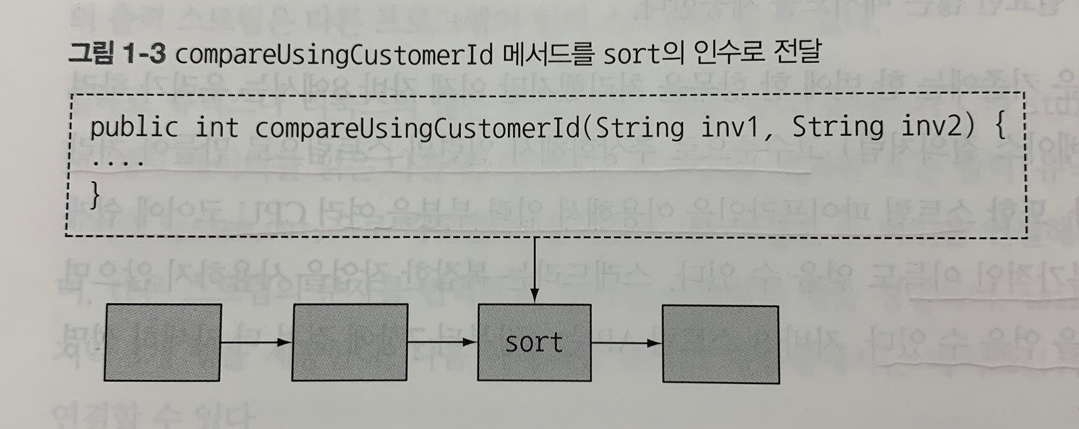 그림 1-3 compareUsingCustomerId 메서드를 sort의 인수로 전달
public int compareUsingCustomerId(String inv1, String inv2) {
....
}
sort